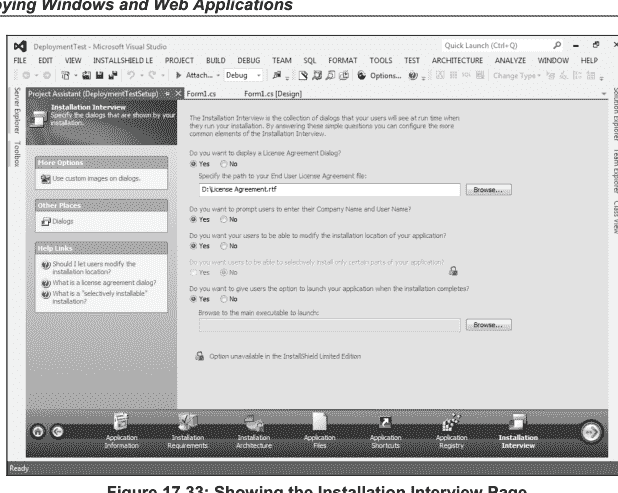 ying Windows and Web Applications
DeploymentTest - Microsoft Visual Studio
Quick Launch (Ctrl+Q)
FILE EDIT VIEW INSTALLSHIELD LE PROJECT BUILD DEBUG TEAM SQL FORMAT TOOLS TEST ARCHITECTURE ANALYZE WINDOW HELP
Attach... Debug Options... Change Type
Server Explorer
Toolbox
Project Assistant (DeploymentTestSetup) Form1.cs Form1.cs [Design]
Solution Explorer
Team Explorer
Class View
Installation Interview
Specify the dialogs that are shown by your installation.
More Options
Use custom images on dialogs.
Other Places
Dialogs
Help Links
Should I let users modify the
installation location?
What is a license agreement dialog?
What is a "selectively installable"
installation?
The Installation Interview is the collection of dialogs that your users will see at run time when
they run your installation. By answering these simple questions you can configure the more
common elements of the Installation Interview.
Do you want to display a License Agreement Dialog?
Yes No
Specify the path to your End User License Agreement file:
D:\License Agreement.rtf Browse...
Do you want to prompt users to enter their Company Name and User Name?
Yes No
Do you want your users to be able to modify the installation location of your application?
Yes No
Do you want users to be able to selectively install only certain parts of your application?
Yes No
Do you want to give users the option to launch your application when the installation completes?
Yes No
Browse to the main executable to launch:
Browse...
Option unavailable in the InstallShield Limited Edition
Application Information
Installation Requirements
Installation Architecture
Application Files
Application Shortcuts
Application Registry
Installation Interview
Ready
Figure 17.33: Showing the Installation Interview Page